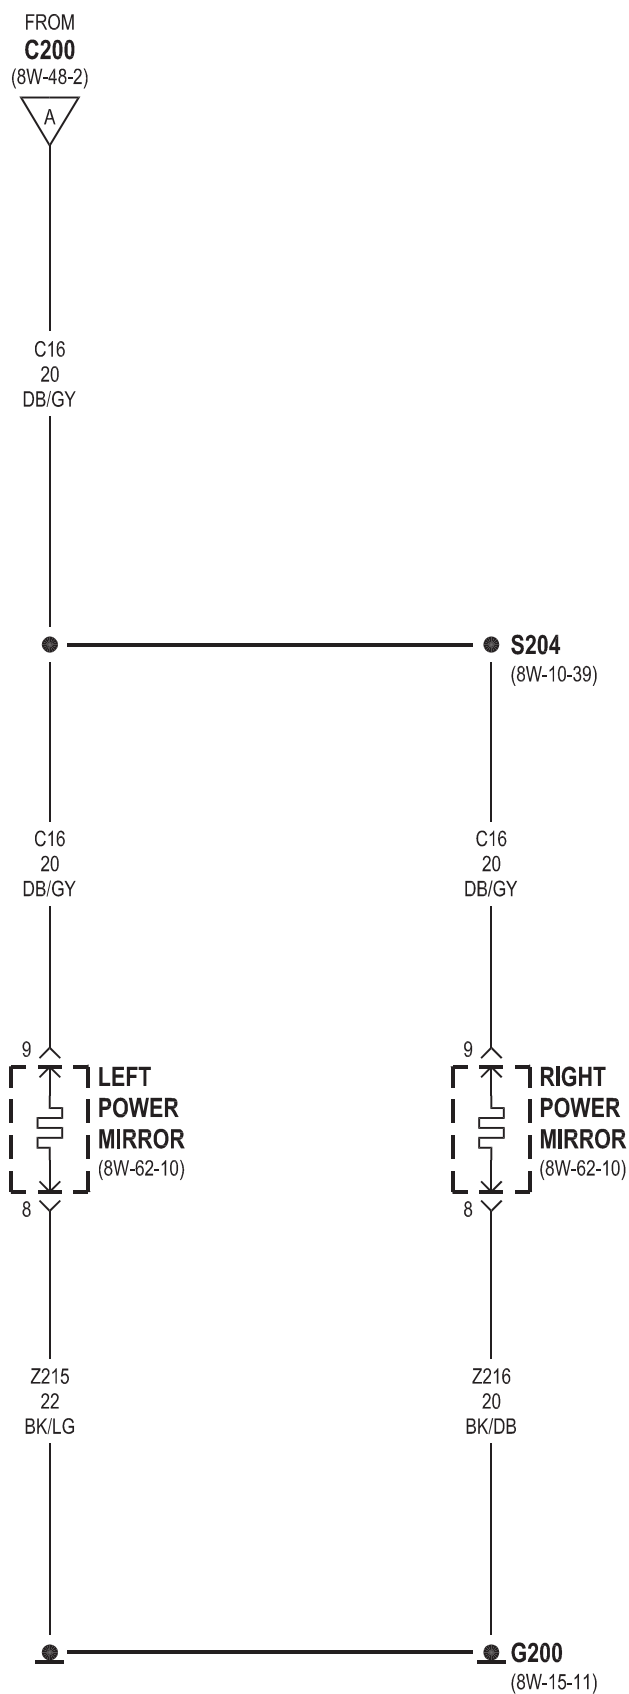 FROM
C200
(8W-48-2)
A
C16
20
DB/GY
S204
(8W-10-39)
C16
20
DB/GY
C16
20
DB/GY
9
LEFT
POWER
MIRROR
(8W-62-10)
8
9
RIGHT
POWER
MIRROR
(8W-62-10)
8
Z215
22
BK/LG
Z216
20
BK/DB
G200
(8W-15-11)